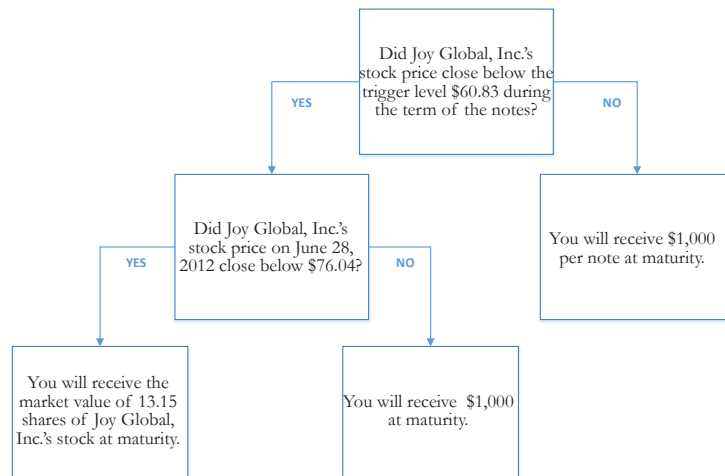 Did Joy Global, Inc.'s
stock price close below the
trigger level $60.83 during
the term of the notes?
YES
NO
Did Joy Global, Inc.'s
stock price on June 28,
2012 close below $76.04?
You will receive $1,000
per note at maturity.
YES
NO
You will receive the
market value of 13.15
shares of Joy Global,
Inc.'s stock at maturity.
You will receive $1,000
at maturity.